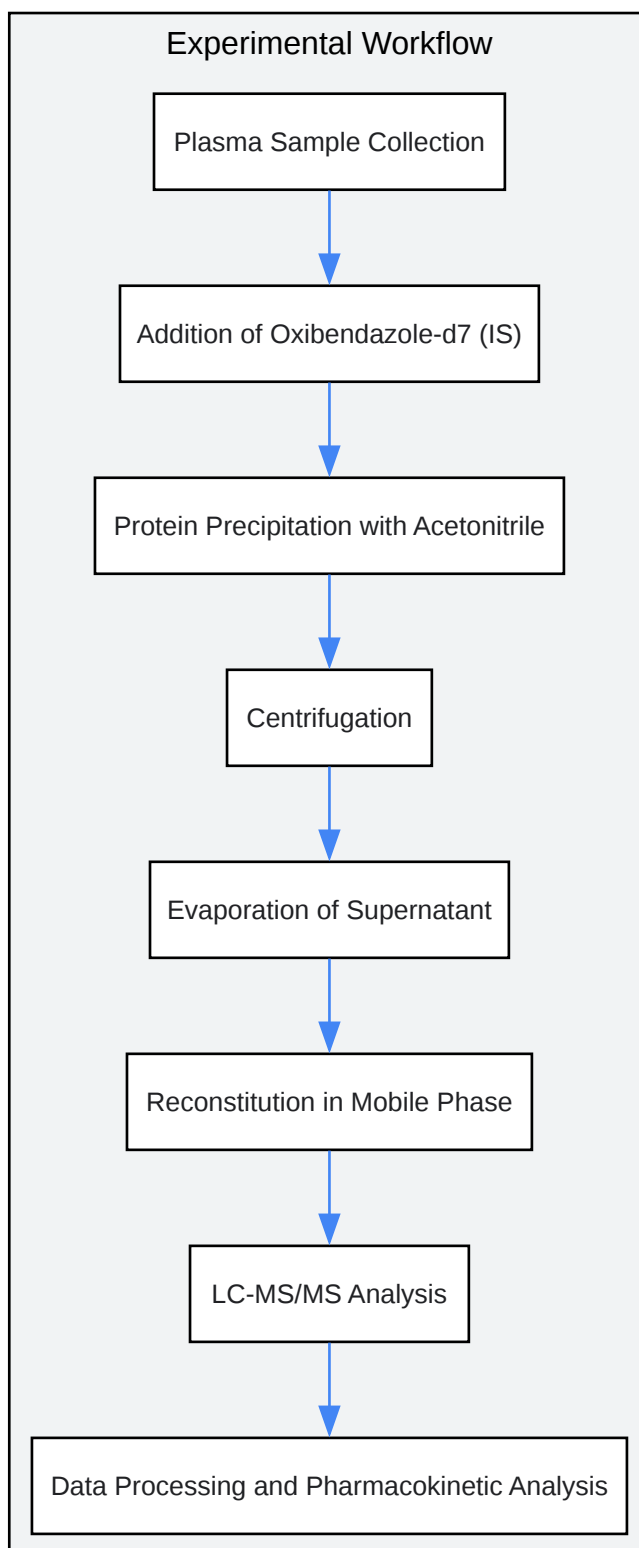 Experimental Workflow
Plasma Sample Collection
Addition of Oxibendazole-d7 (IS)
Protein Precipitation with Acetonitrile
Centrifugation
Evaporation of Supernatant
Reconstitution in Mobile Phase
LC-MS/MS Analysis
Data Processing and Pharmacokinetic Analysis